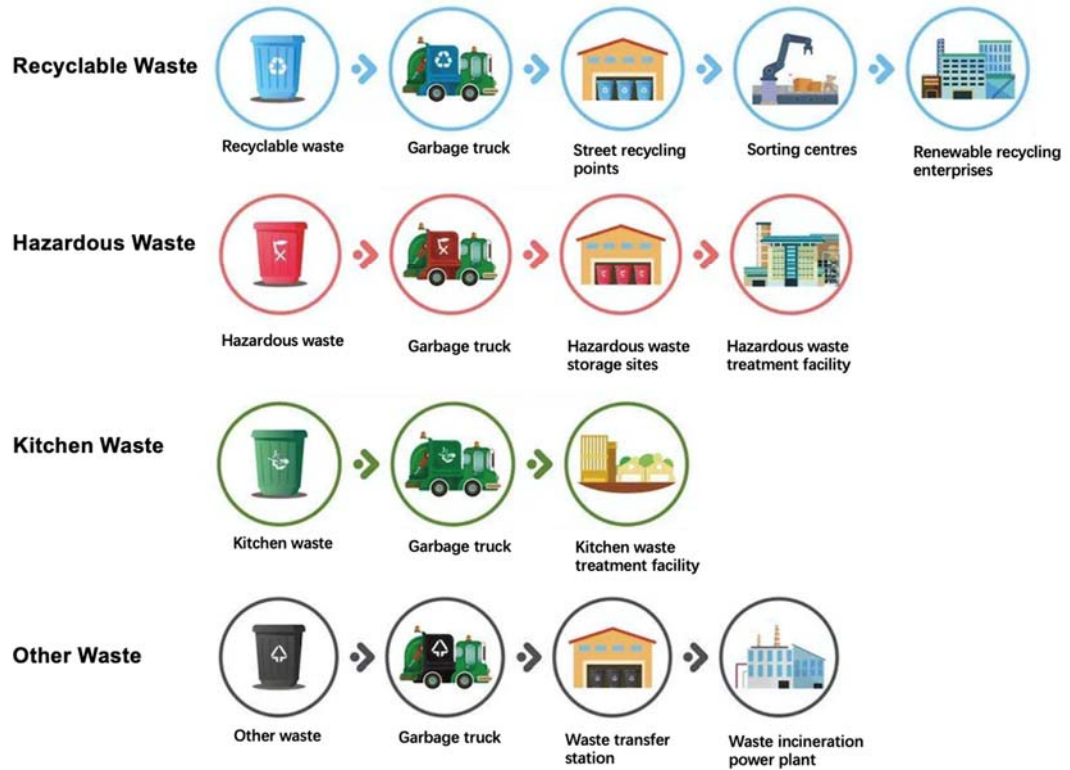 Recyclable Waste
Recyclable waste
Garbage truck
Street recycling
points
Sorting centres
Renewable recycling
enterprises
Hazardous Waste
Hazardous waste
Garbage truck
Hazardous waste
storage sites
Hazardous waste
treatment facility
Kitchen Waste
Kitchen waste
Garbage truck
Kitchen waste
treatment facility
Other Waste
Other waste
Garbage truck
Waste transfer
station
Waste incineration
power plant